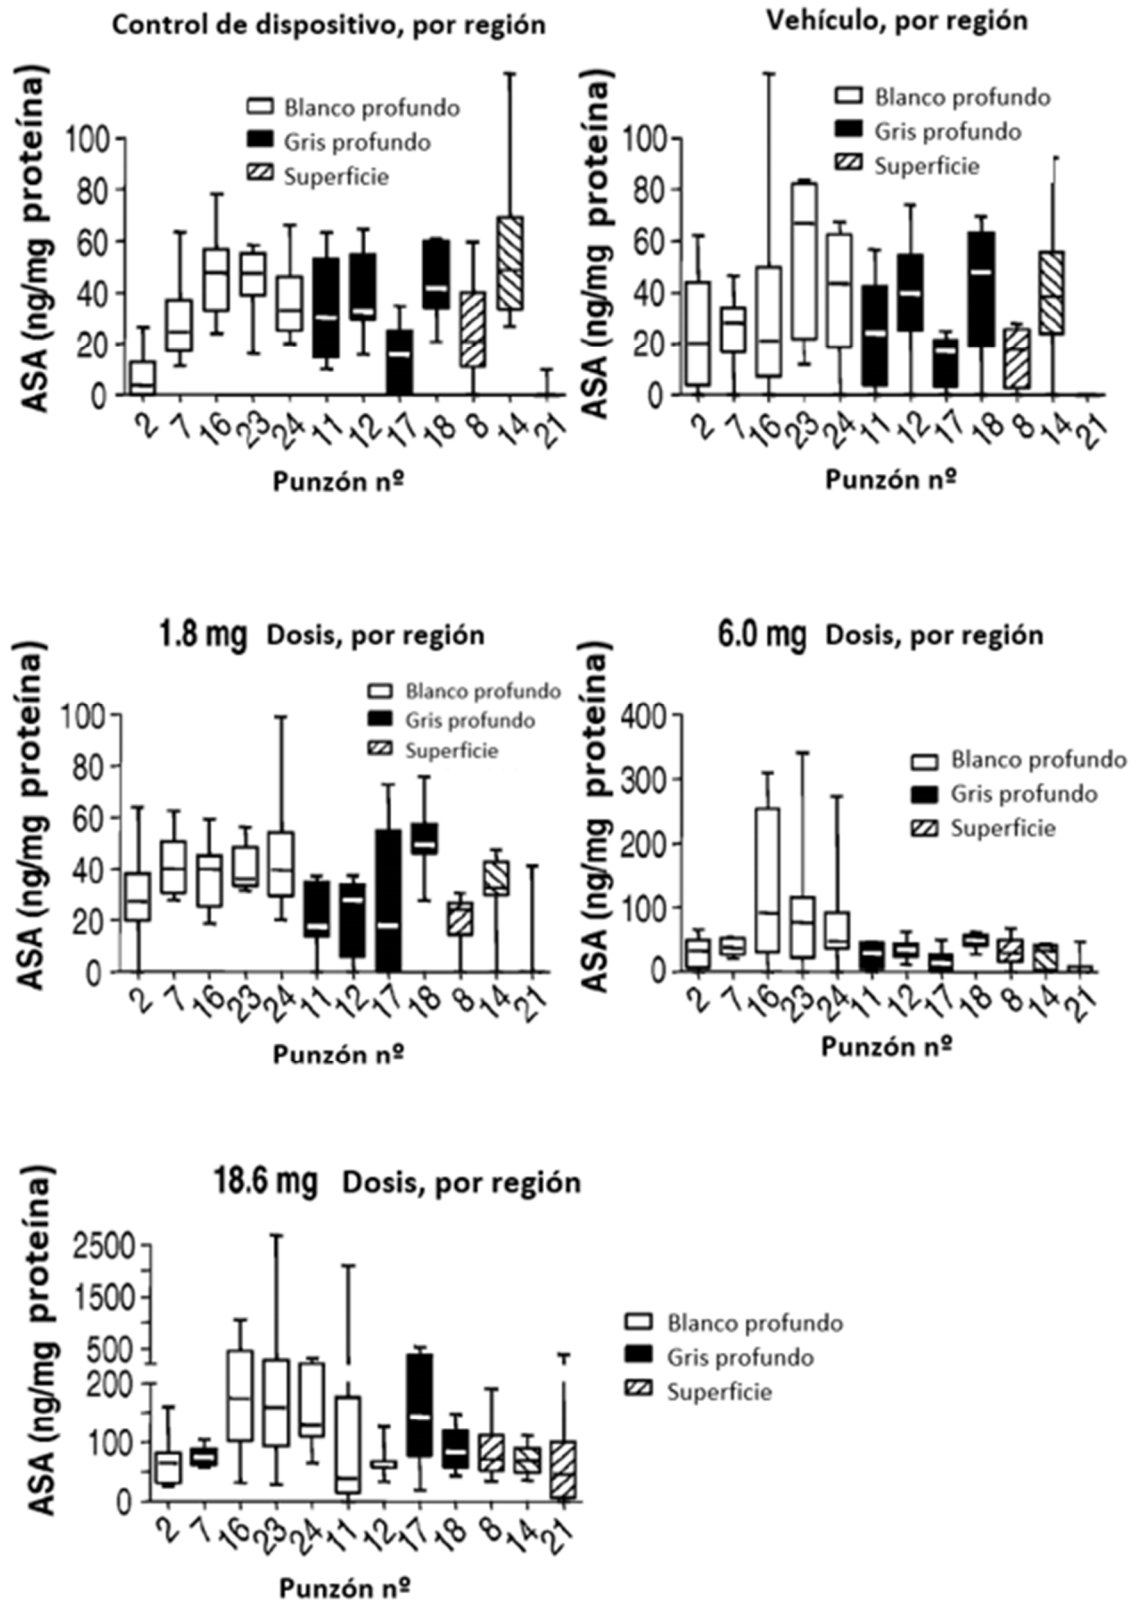 Control de dispositivo, por región
ASA (ng/mg proteína)
Blanco profundo
Gris profundo
Superficie
100
80
60
40
20
0
2 7 16 23 24 11 12 17 18 8 14 21
Punzón nº
Vehículo, por región
ASA (ng/mg proteína)
Blanco profundo
Gris profundo
Superficie
100
80
60
40
20
0
2 7 16 23 24 11 12 17 18 8 14 21
Punzón nº
1.8 mg Dosis, por región
ASA (ng/mg proteína)
Blanco profundo
Gris profundo
Superficie
100
80
60
40
20
0
2 7 16 23 24 11 12 17 18 8 14 21
Punzón nº
6.0 mg Dosis, por región
ASA (ng/mg proteína)
Blanco profundo
Gris profundo
Superficie
400
300
200
100
0
2 7 16 23 24 11 12 17 18 8 14 21
Punzón nº
18.6 mg Dosis, por región
ASA (ng/mg proteína)
2500
1500
500
200
100
0
Blanco profundo
Gris profundo
Superficie
2 7 16 23 24 11 12 17 18 8 14 21
Punzón nº